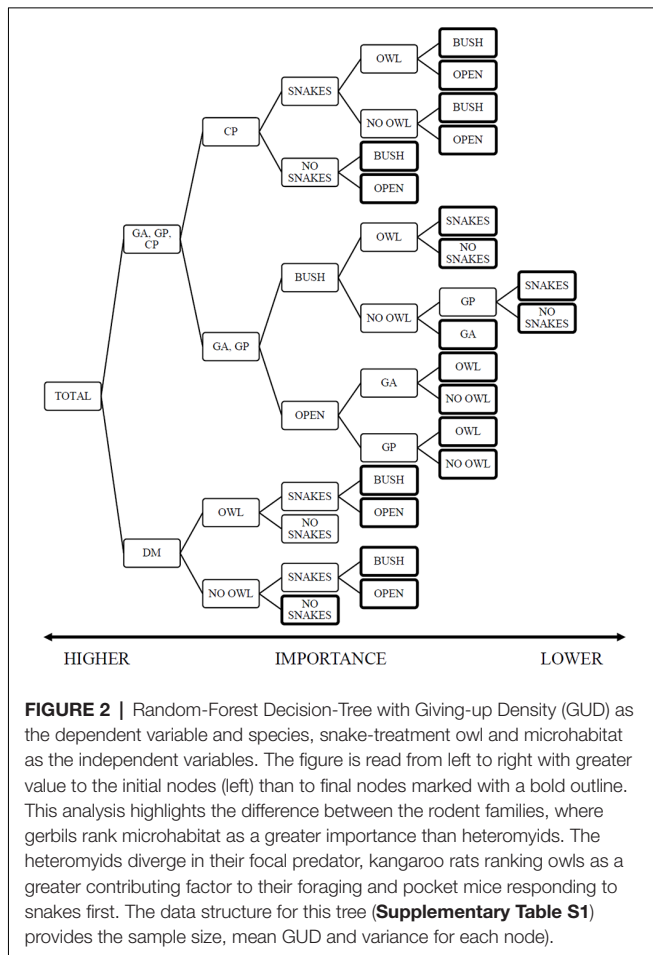 BUSH
OWL
OPEN
SNAKES
BUSH
NO OWL
OPEN
CP
BUSH
NO
SNAKES
OPEN
GA, GP,
CP
SNAKES
OWL
NO
SNAKES
BUSH
SNAKES
GP
NO
SNAKES
NO OWL
GA
GA, GP
OWL
GA
NO OWL
OPEN
OWL
GP
NO OWL
TOTAL
BUSH
SNAKES
OPEN
OWL
NO
SNAKES
DM
BUSH
SNAKES
OPEN
NO OWL
NO
SNAKES
HIGHER IMPORTANCE LOWER
FIGURE 2 | Random-Forest Decision-Tree with Giving-up Density (GUD) as
the dependent variable and species, snake-treatment owl and microhabitat
as the independent variables. The figure is read from left to right with greater
value to the initial nodes (left) than to final nodes marked with a bold outline.
This analysis highlights the difference between the rodent families, where
gerbils rank microhabitat as a greater importance than heteromyids. The
heteromyids diverge in their focal predator, kangaroo rats ranking owls as a
greater contributing factor to their foraging and pocket mice responding to
snakes first. The data structure for this tree (Supplementary Table S1)
provides the sample size, mean GUD and variance for each node).